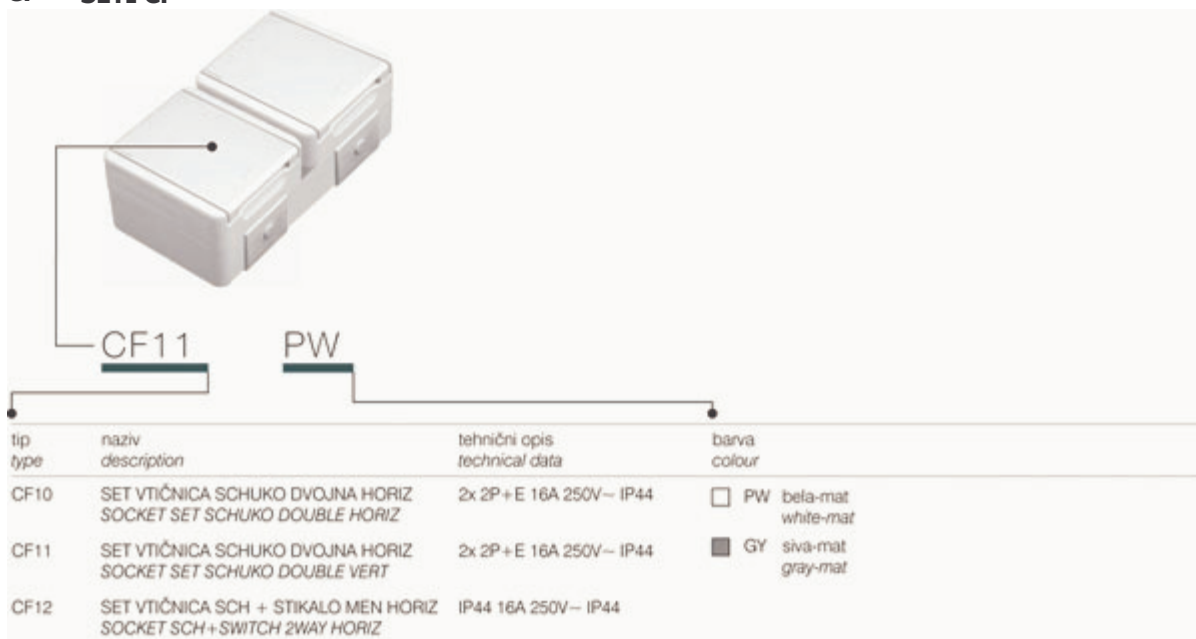 CF11 PW
tip naziv tehnični opis barva
type description technical data colour
CF10 SET VTIČNICA SCHUKO DVOJNA HORIZ 2x 2P+E 16A 250V~ IP44 PW bela-mat
SOCKET SET SCHUKO DOUBLE HORIZ white-mat
CF11 SET VTIČNICA SCHUKO DVOJNA HORIZ 2x 2P+E 16A 250V~ IP44 GY siva-mat
SOCKET SET SCHUKO DOUBLE VERT gray-mat
CF12 SET VTIČNICA SCH + STIKALO MEN HORIZ IP44 16A 250V~ IP44
SOCKET SCH+SWITCH 2WAY HORIZ